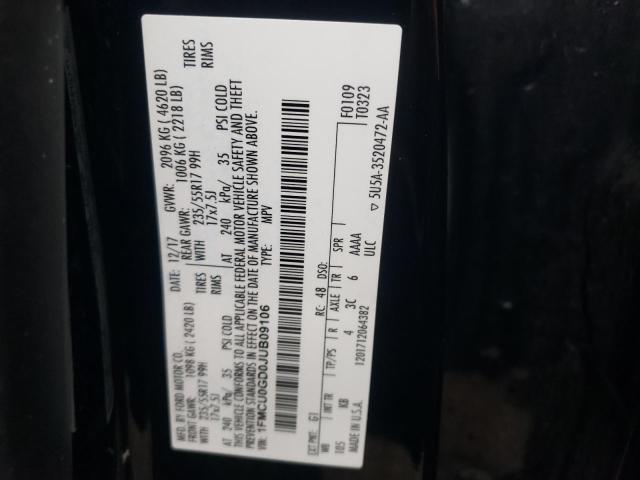 MFD. BY FORD MOTOR CO.
DATE: 12/17 GVWR: 2096 KG ( 4620 LB)
FRONT GAWR: 1098 KG ( 2420 LB) REAR GAWR: 1006 KG ( 2218 LB)
WITH 235/55R17 99H TIRES WITH 235/55R17 99H TIRES
17x7.5J RIMS 17x7.5J RIMS
AT 240 kPa/ 35 PSI COLD AT 240 kPa/ 35 PSI COLD
THIS VEHICLE CONFORMS TO ALL APPLICABLE FEDERAL MOTOR VEHICLE SAFETY AND THEFT
PREVENTION STANDARDS IN EFFECT ON THE DATE OF MANUFACTURE SHOWN ABOVE.
VIN: 1FMCU0GD0JUB09106
TYPE: MPV
F0109
T0323
EXT PNT: G1 RC: 48 DSO:
WB INT TR TP/PS R AXLE TR SPR
105 KB 4 3C 6 AAAA
ULC
MADE IN U.S.A. 1201712064382
▽ 5U5A-3520472-AA